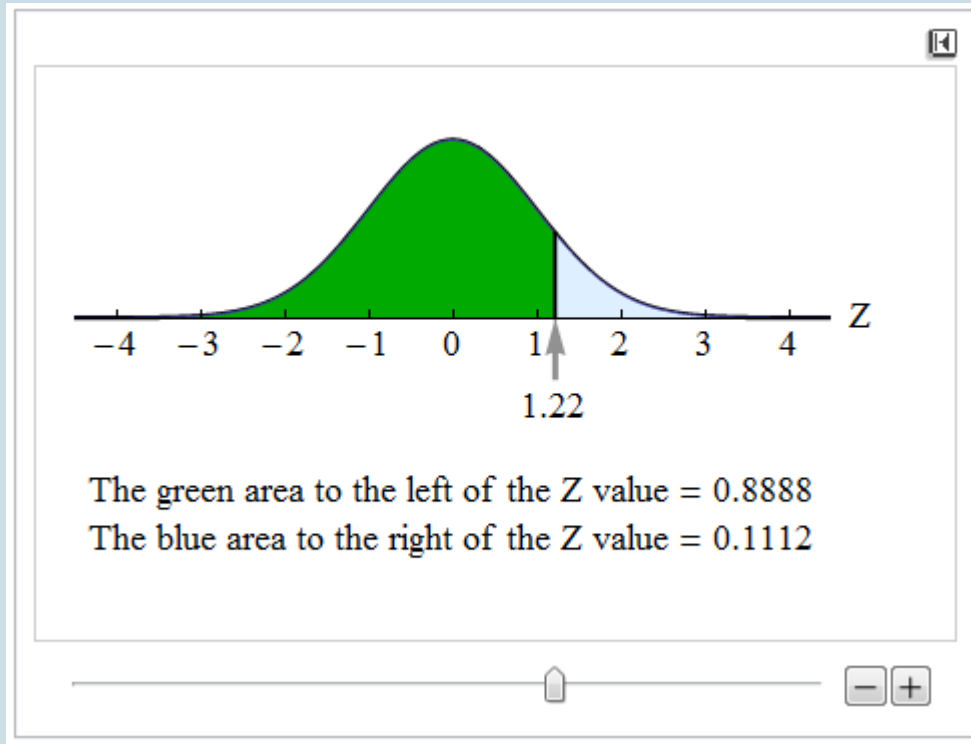 −4 −3 −2 −1 0 1 2 3 4 Z
1.22
The green area to the left of the Z value = 0.8888
The blue area to the right of the Z value = 0.1112
− +